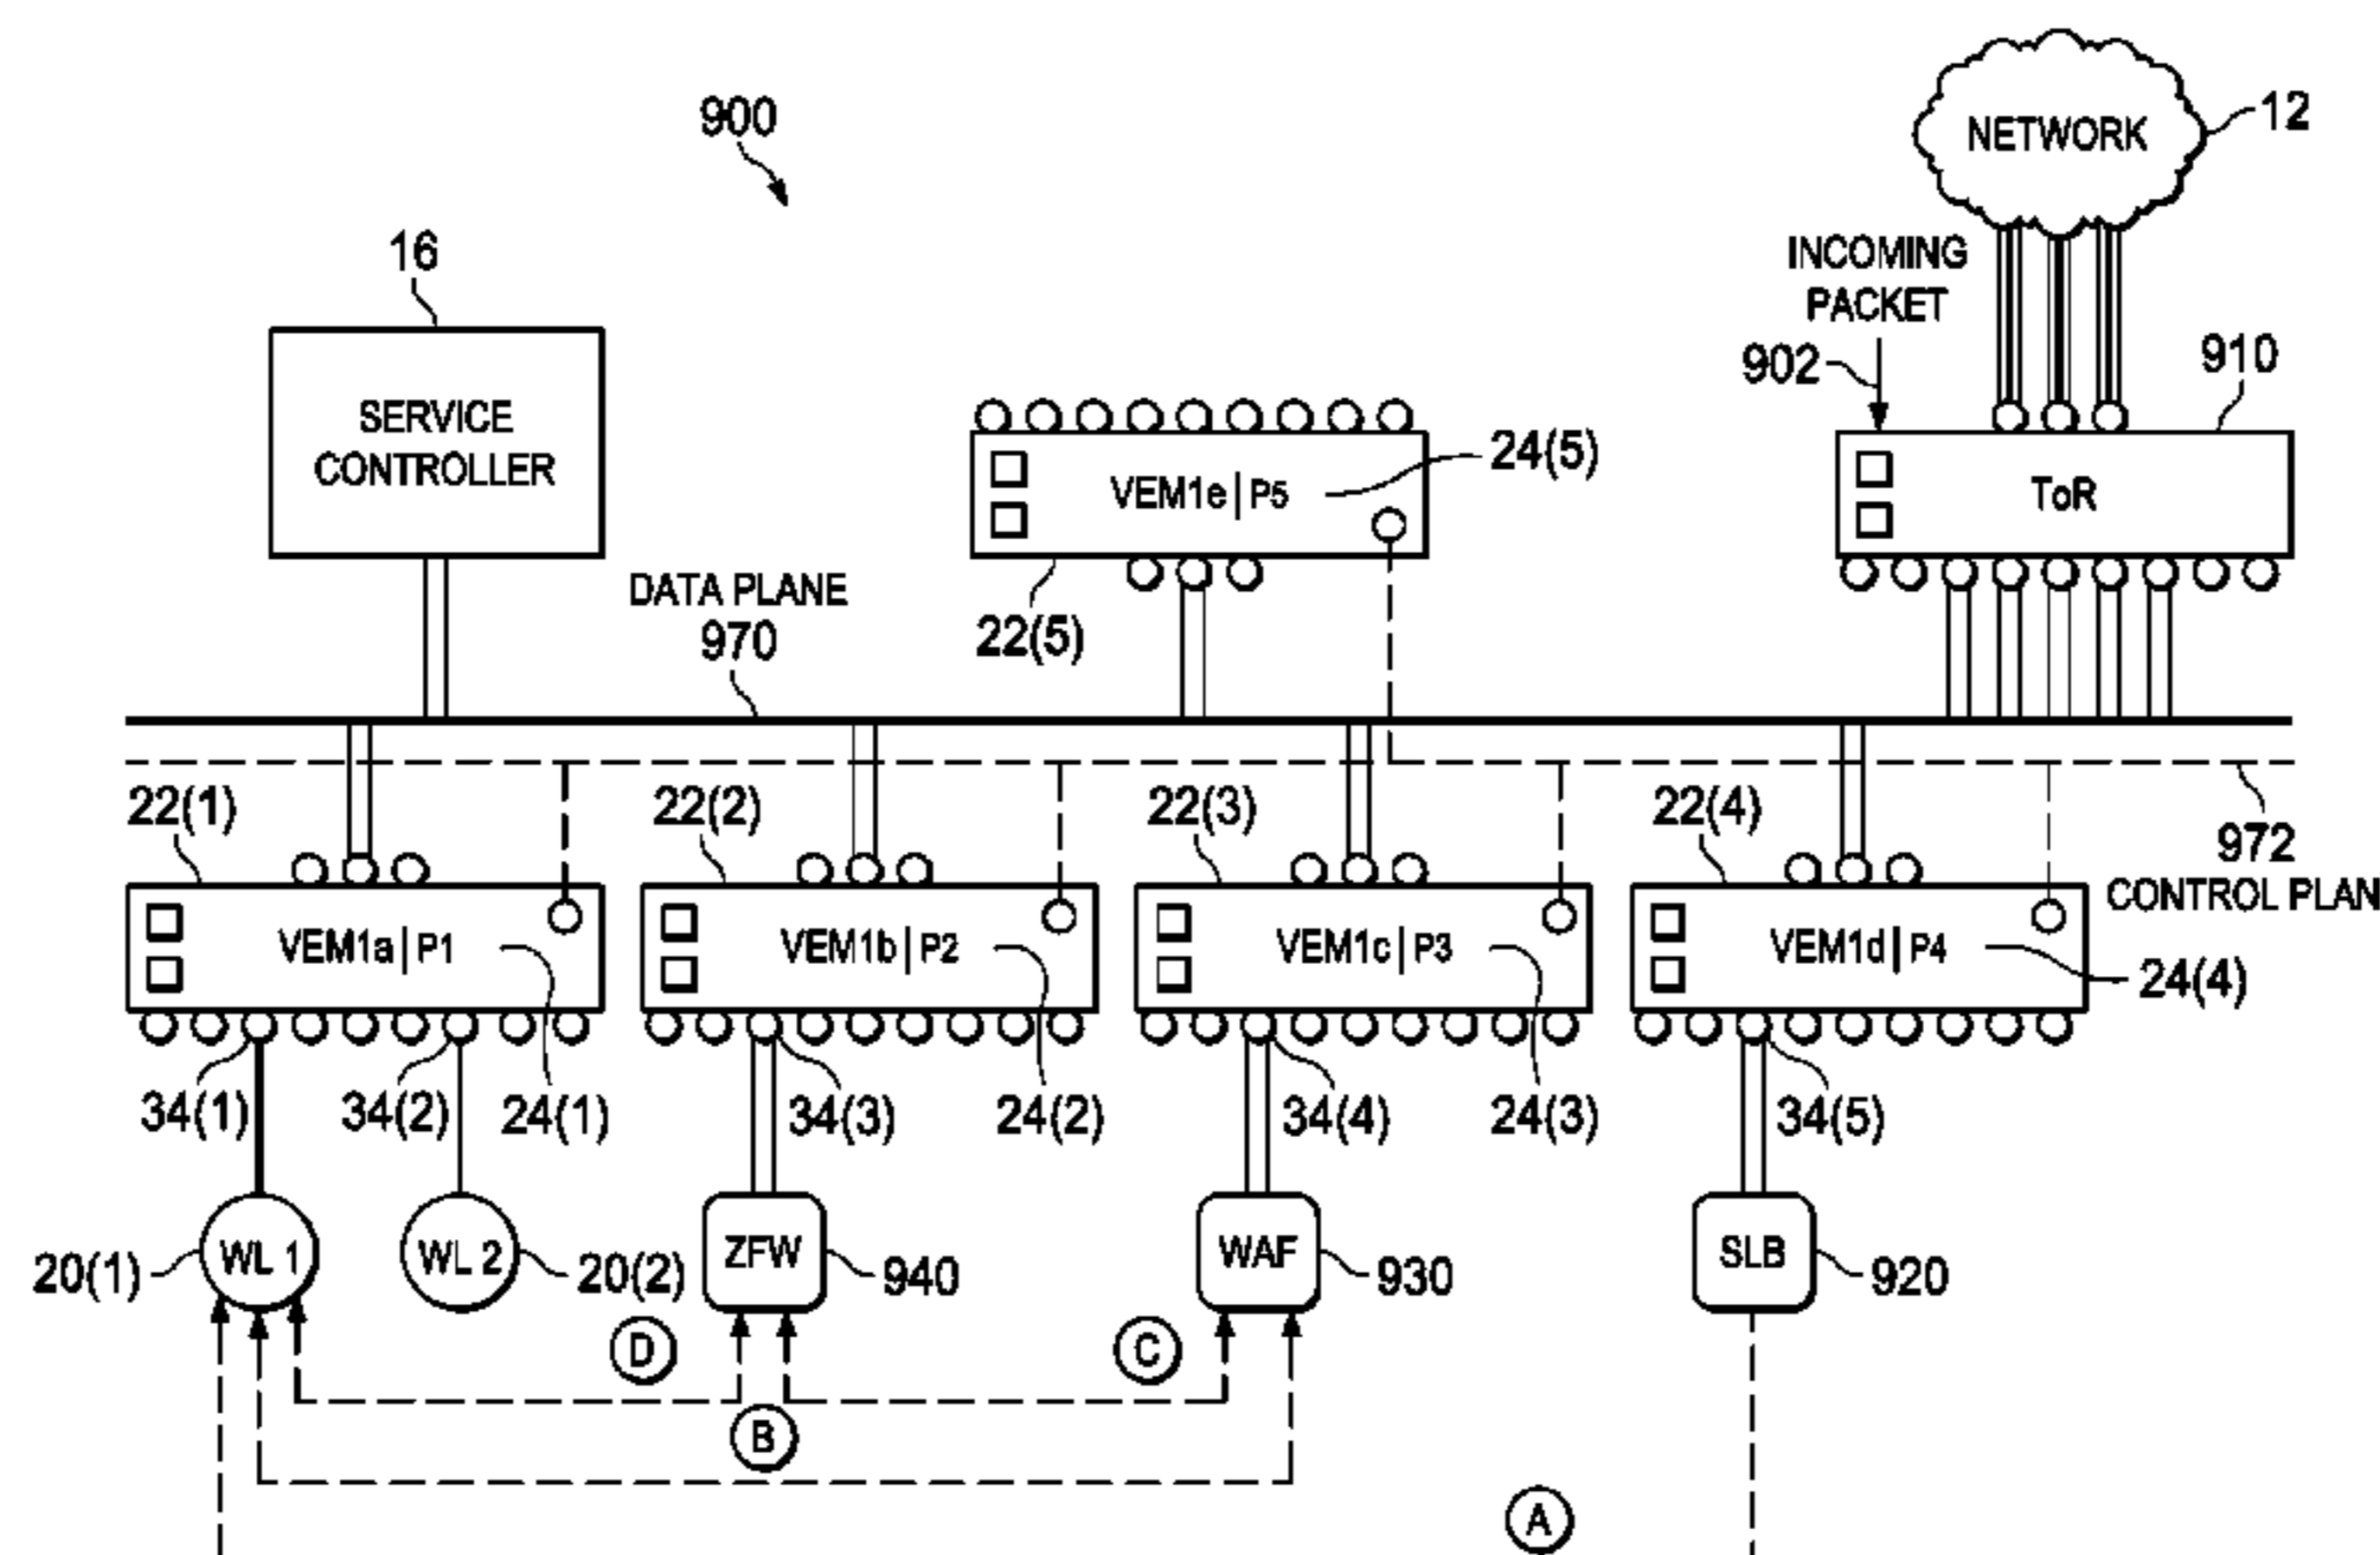 900
NETWORK
12
16
INCOMING
PACKET
902
910
SERVICE
CONTROLLER
VEM1e|P5
24(5)
ToR
DATA PLANE
970
22(5)
22(1)
22(2)
22(3)
22(4)
972
CONTROL PLAN
VEM1a|P1
VEM1b|P2
VEM1c|P3
VEM1d|P4
24(4)
34(1)
34(2)
24(1)
34(3)
24(2)
34(4)
24(3)
34(5)
20(1)
WL 1
WL 2
20(2)
ZFW
940
WAF
930
SLB
920
D
C
B
A